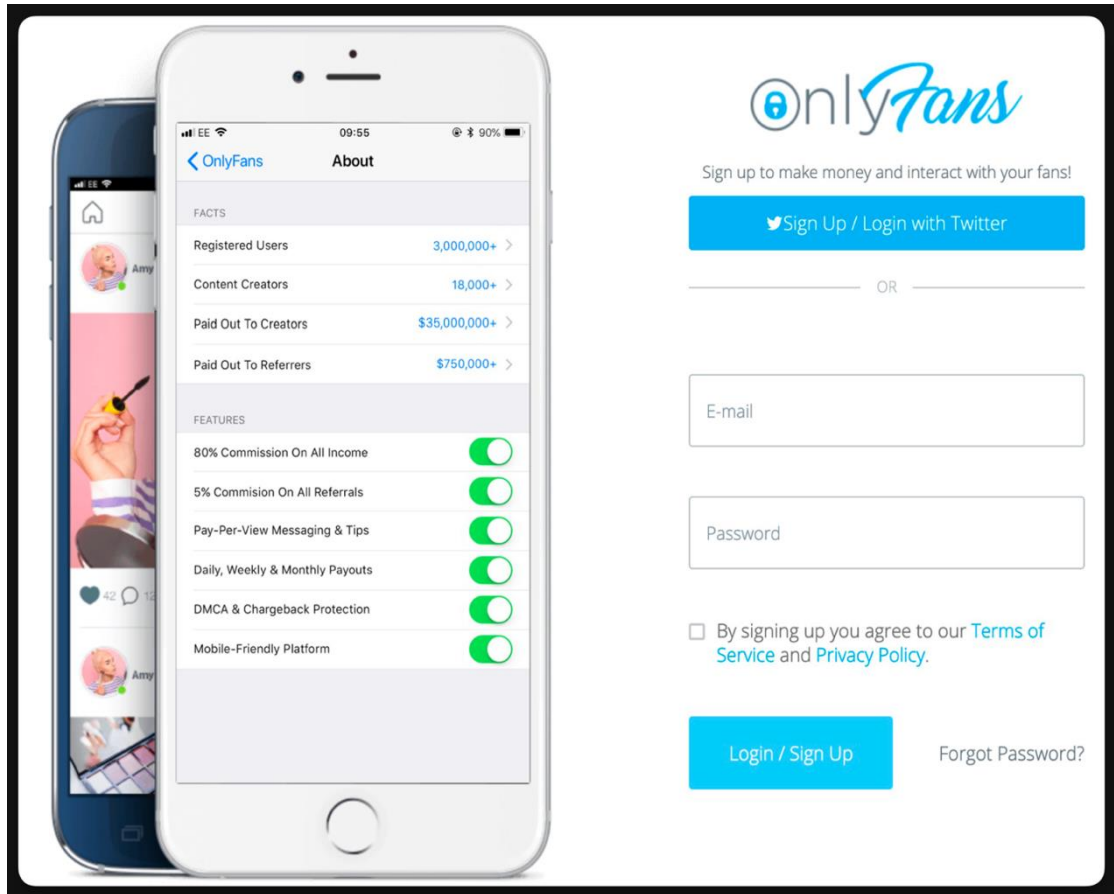 EE
Amy
42
12
Amy
EE 09:55 90%
OnlyFans About
FACTS
Registered Users 3,000,000+
Content Creators 18,000+
Paid Out To Creators $35,000,000+
Paid Out To Referrers $750,000+
FEATURES
80% Commission On All Income
5% Commision On All Referrals
Pay-Per-View Messaging & Tips
Daily, Weekly & Monthly Payouts
DMCA & Chargeback Protection
Mobile-Friendly Platform
OnlyFans
Sign up to make money and interact with your fans!
Sign Up / Login with Twitter
OR
E-mail
Password
By signing up you agree to our Terms of
Service and Privacy Policy.
Login / Sign Up Forgot Password?